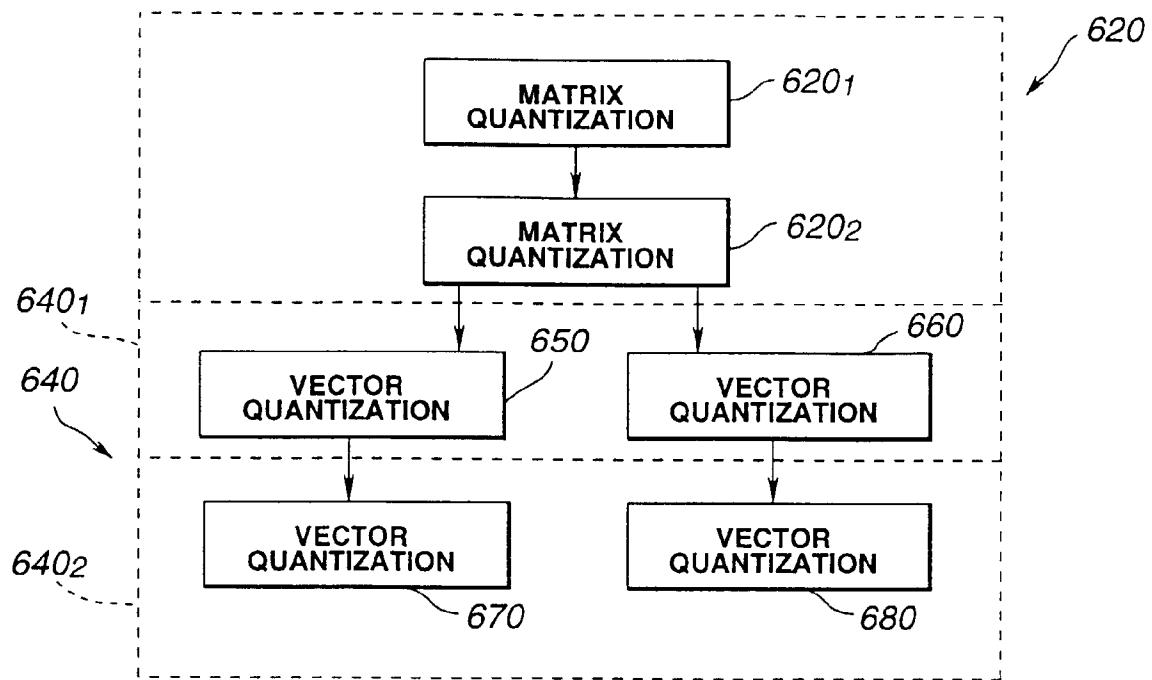 620
MATRIX
QUANTIZATION
620₁
MATRIX
QUANTIZATION
620₂
640₁
650
660
640
VECTOR
QUANTIZATION
VECTOR
QUANTIZATION
VECTOR
QUANTIZATION
VECTOR
QUANTIZATION
640₂
670
680